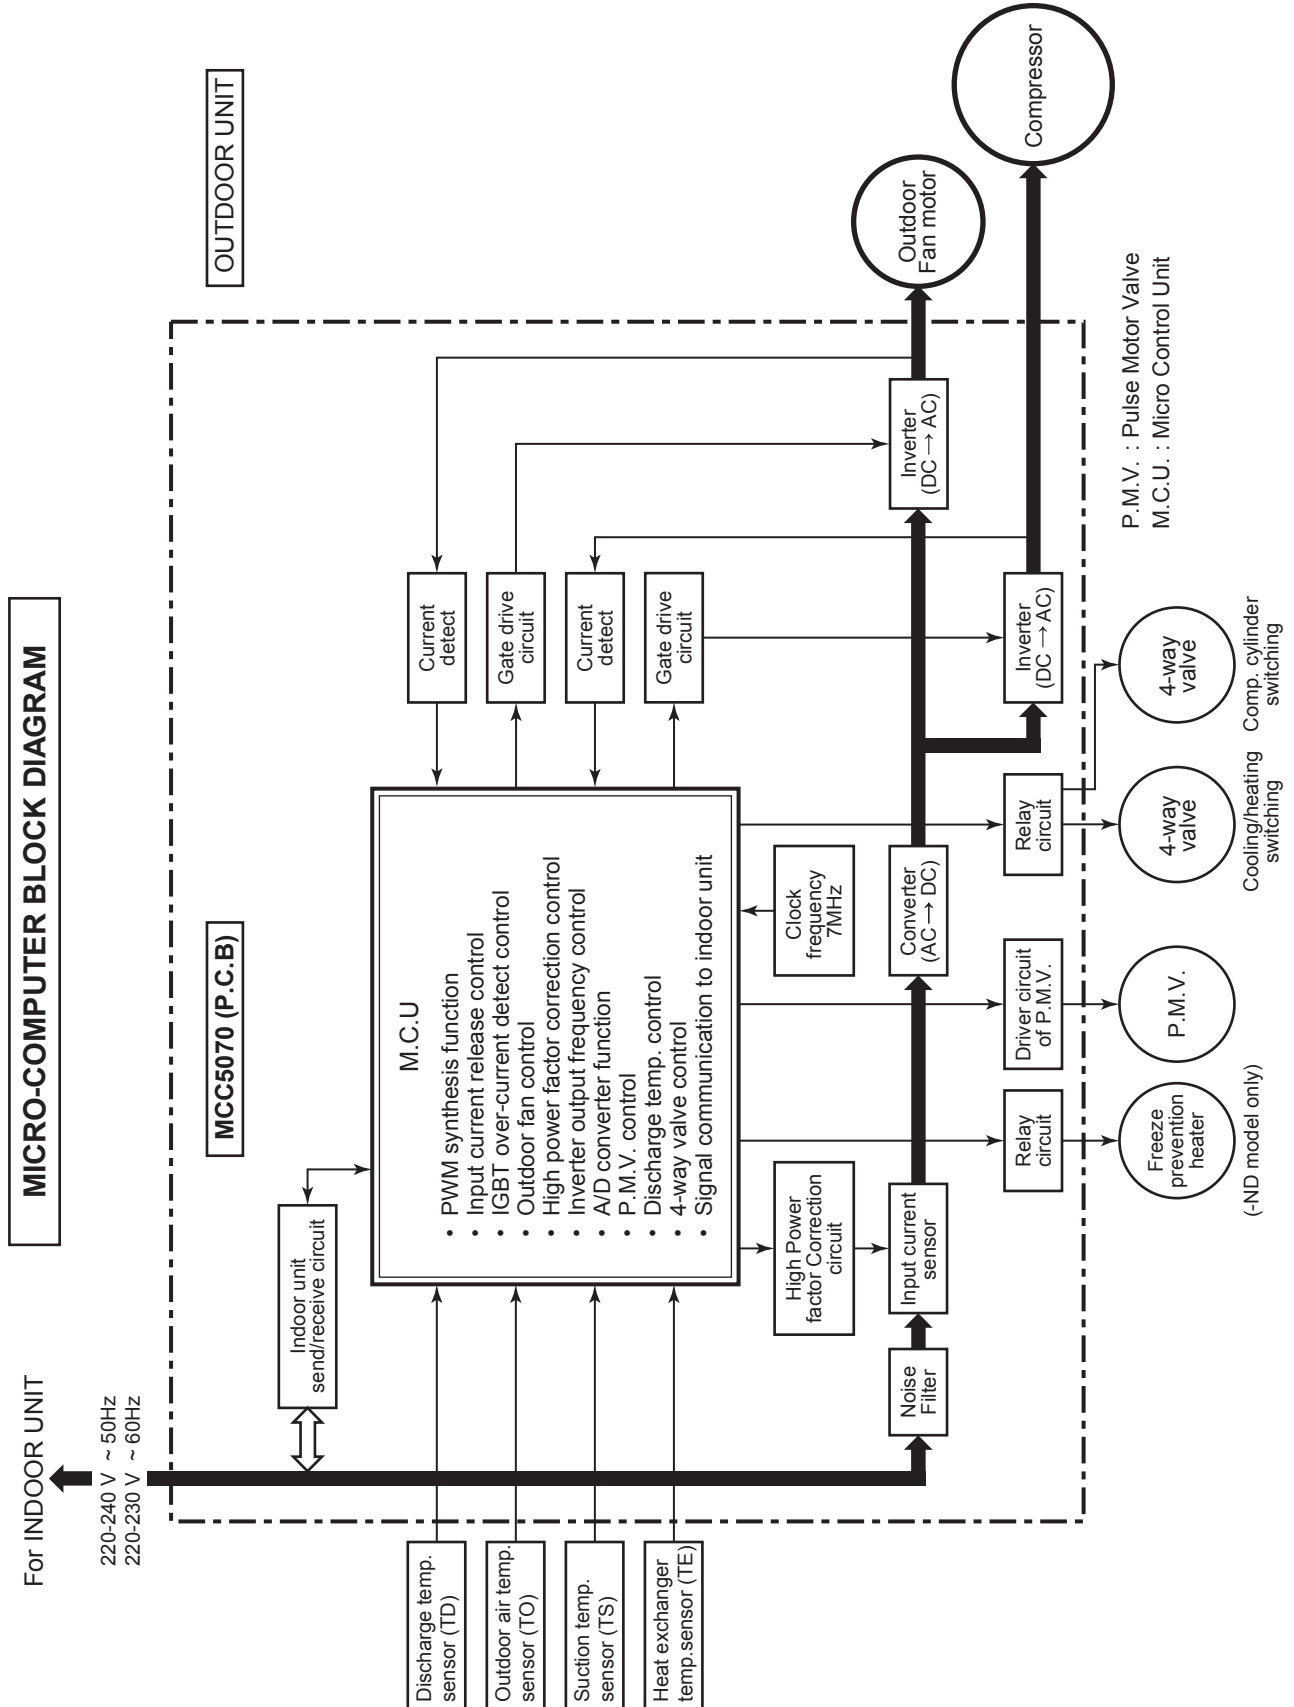 MICRO-COMPUTER BLOCK DIAGRAM
For INDOOR UNIT
220-240 V ~ 50Hz
220-230 V ~ 60Hz
MCC5070 (P.C.B)
OUTDOOR UNIT
Discharge temp.
sensor (TD)
Outdoor air temp.
sensor (TO)
Suction temp.
sensor (TS)
Heat exchanger
temp.sensor (TE)
Indoor unit
send/receive circuit
M.C.U
• PWM synthesis function
• Input current release control
• IGBT over-current detect control
• Outdoor fan control
• High power factor correction control
• Inverter output frequency control
• A/D converter function
• P.M.V. control
• Discharge temp. control
• 4-way valve control
• Signal communication to indoor unit
Current
detect
Gate drive
circuit
Current
detect
Gate drive
circuit
High Power
factor Correction
circuit
Clock
frequency
7MHz
Noise
Filter
Input current
sensor
Converter
(AC → DC)
Inverter
(DC → AC)
Outdoor
Fan motor
Relay
circuit
Driver circuit
of P.M.V.
Relay
circuit
Inverter
(DC → AC)
Compressor
Freeze
prevention
heater
(-ND model only)
P.M.V.
4-way
valve
Cooling/heating
switching
4-way
valve
Comp. cylinder
switching
P.M.V. : Pulse Motor Valve
M.C.U. : Micro Control Unit